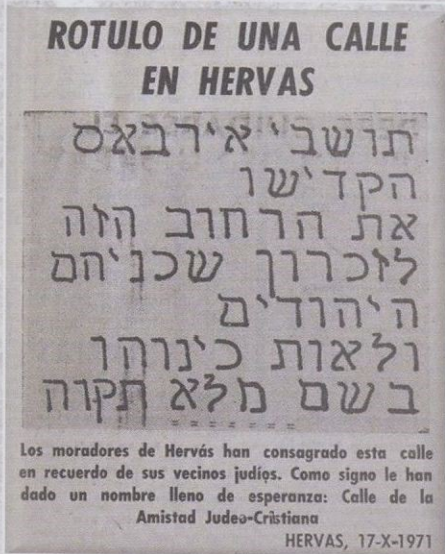 ROTULO DE UNA CALLE
EN HERVAS
תושבי אירבאס
הקדישו
את הרחוב הזה
לזכרון שכניהם
היהודים
ולאות כינוהו
בשם מלא תקוה
Los moradores de Hervás han consagrado esta calle
en recuerdo de sus vecinos judíos. Como signo le han
dado un nombre lleno de esperanza: Calle de la
Amistad Judeo-Cristiana
HERVAS, 17-X-1971